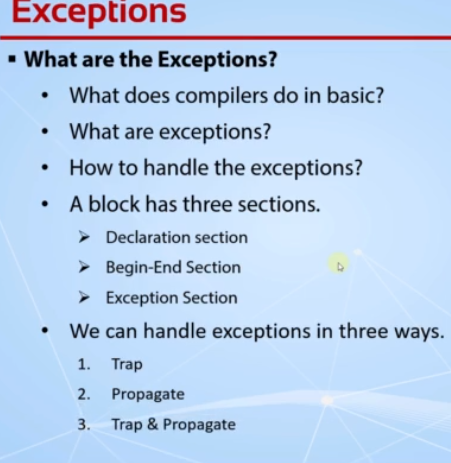 Exceptions
▪ What are the Exceptions?
• What does compilers do in basic?
• What are exceptions?
• How to handle the exceptions?
• A block has three sections.
➢ Declaration section
➢ Begin-End Section
➢ Exception Section
• We can handle exceptions in three ways.
1. Trap
2. Propagate
3. Trap & Propagate